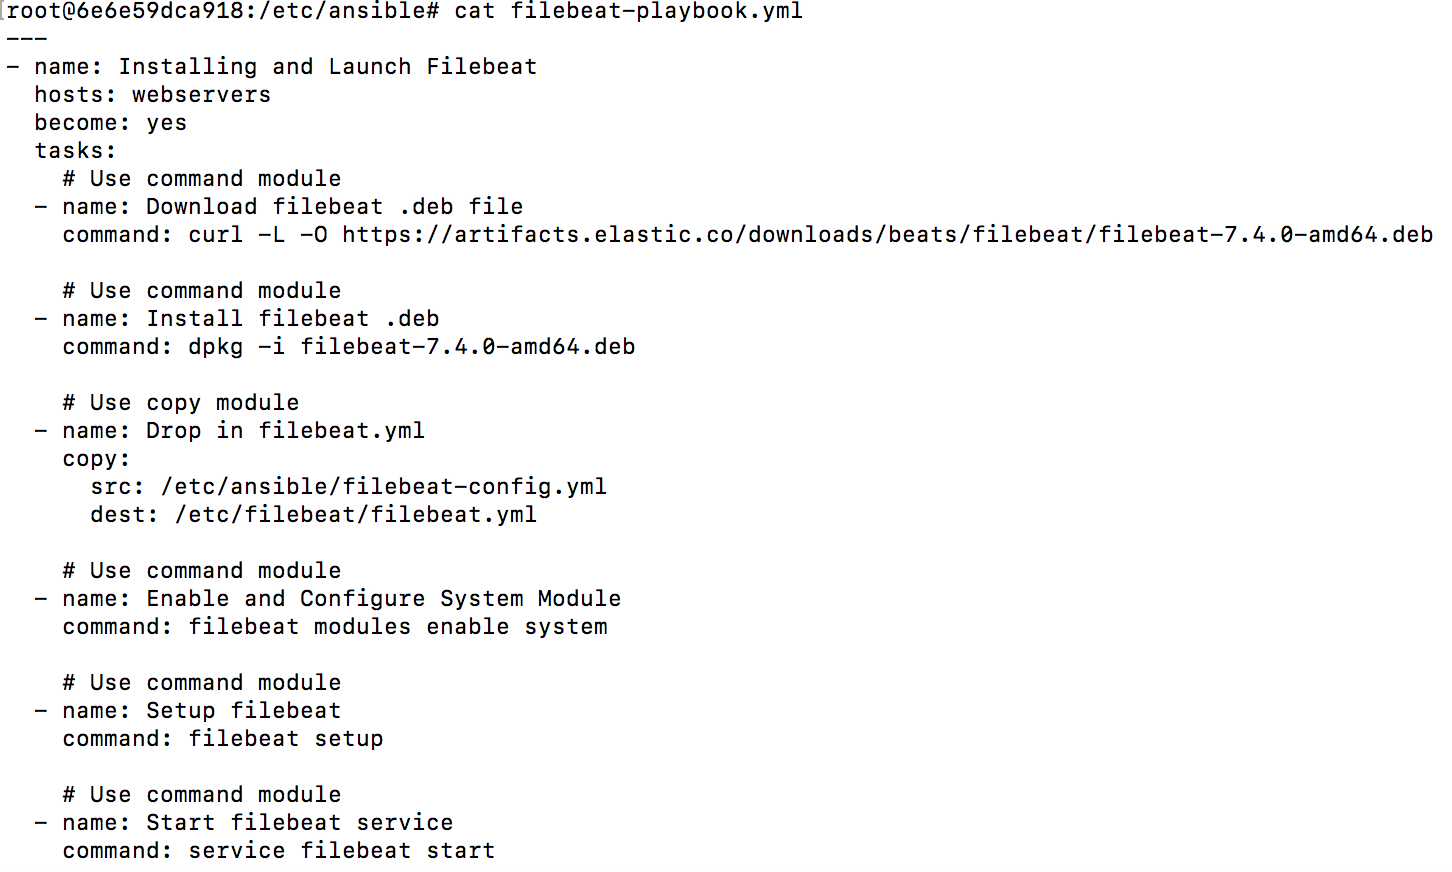 [root@6e6e59dca918:/etc/ansible# cat filebeat-playbook.yml
---
- name: Installing and Launch Filebeat
  hosts: webservers
  become: yes
  tasks:
    # Use command module
  - name: Download filebeat .deb file
    command: curl -L -O https://artifacts.elastic.co/downloads/beats/filebeat/filebeat-7.4.0-amd64.deb

    # Use command module
  - name: Install filebeat .deb
    command: dpkg -i filebeat-7.4.0-amd64.deb

    # Use copy module
  - name: Drop in filebeat.yml
    copy:
      src: /etc/ansible/filebeat-config.yml
      dest: /etc/filebeat/filebeat.yml

    # Use command module
  - name: Enable and Configure System Module
    command: filebeat modules enable system

    # Use command module
  - name: Setup filebeat
    command: filebeat setup

    # Use command module
  - name: Start filebeat service
    command: service filebeat start